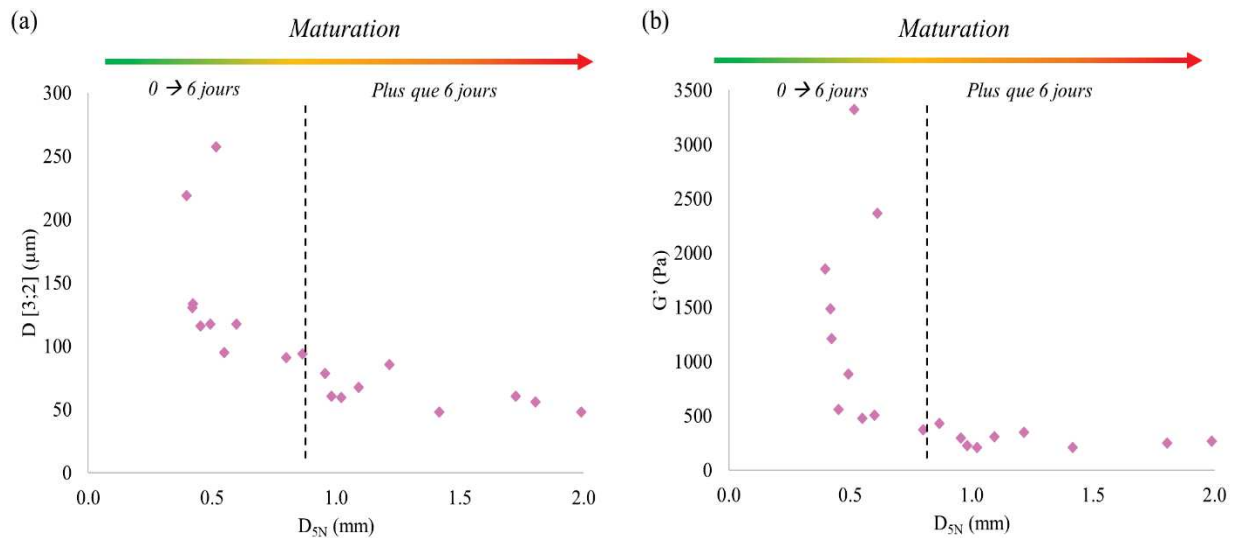 (a)
Maturation
0 → 6 jours
Plus que 6 jours
300
250
200
150
100
50
0
D [3;2] (µm)
0.0 0.5 1.0 1.5 2.0
D5N (mm)
(b)
Maturation
0 → 6 jours
Plus que 6 jours
3500
3000
2500
2000
1500
1000
500
0
G' (Pa)
0.0 0.5 1.0 1.5 2.0
D5N (mm)